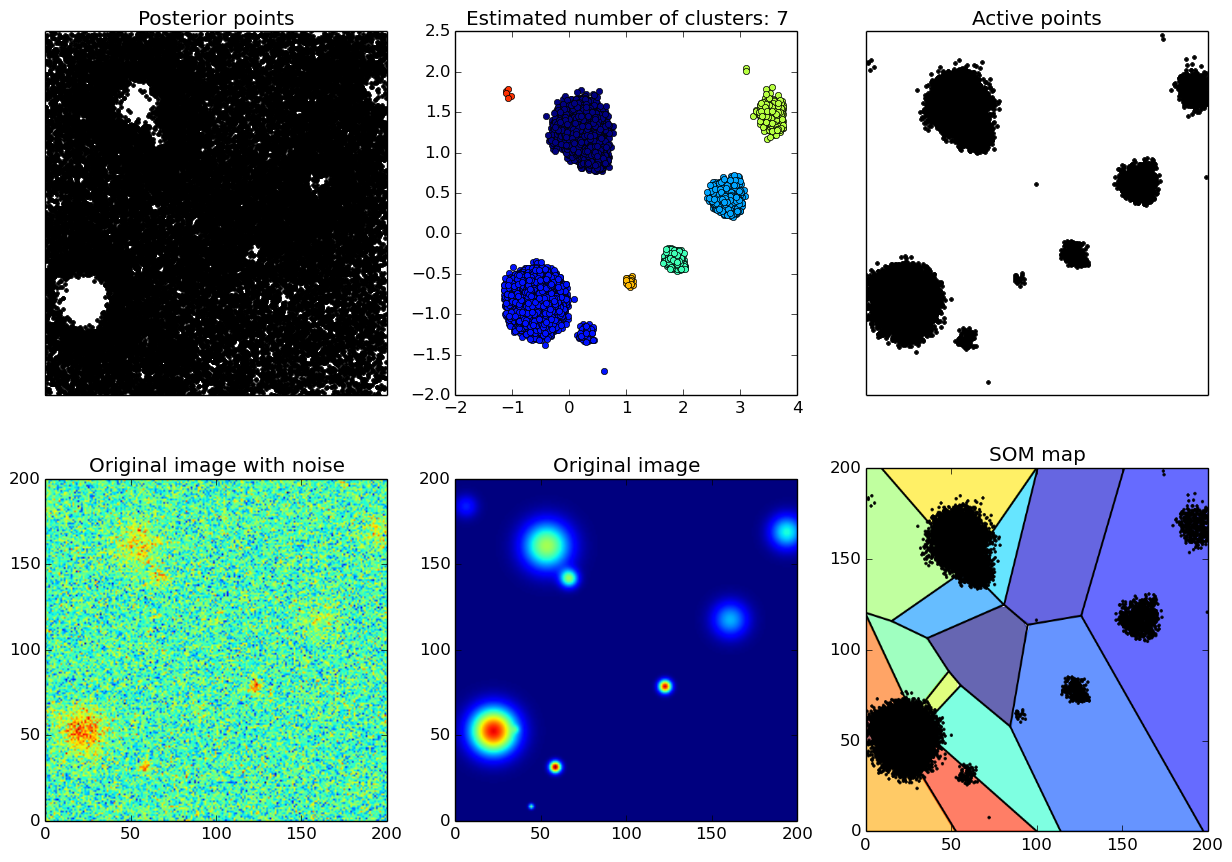 Posterior points
Estimated number of clusters: 7
Active points
2.5
2.0
1.5
1.0
0.5
0.0
−0.5
−1.0
−1.5
−2.0
−2 −1 0 1 2 3 4
Original image with noise
Original image
SOM map
200
150
100
50
0
0 50 100 150 200
200
150
100
50
0
0 50 100 150 200
200
150
100
50
0
0 50 100 150 200